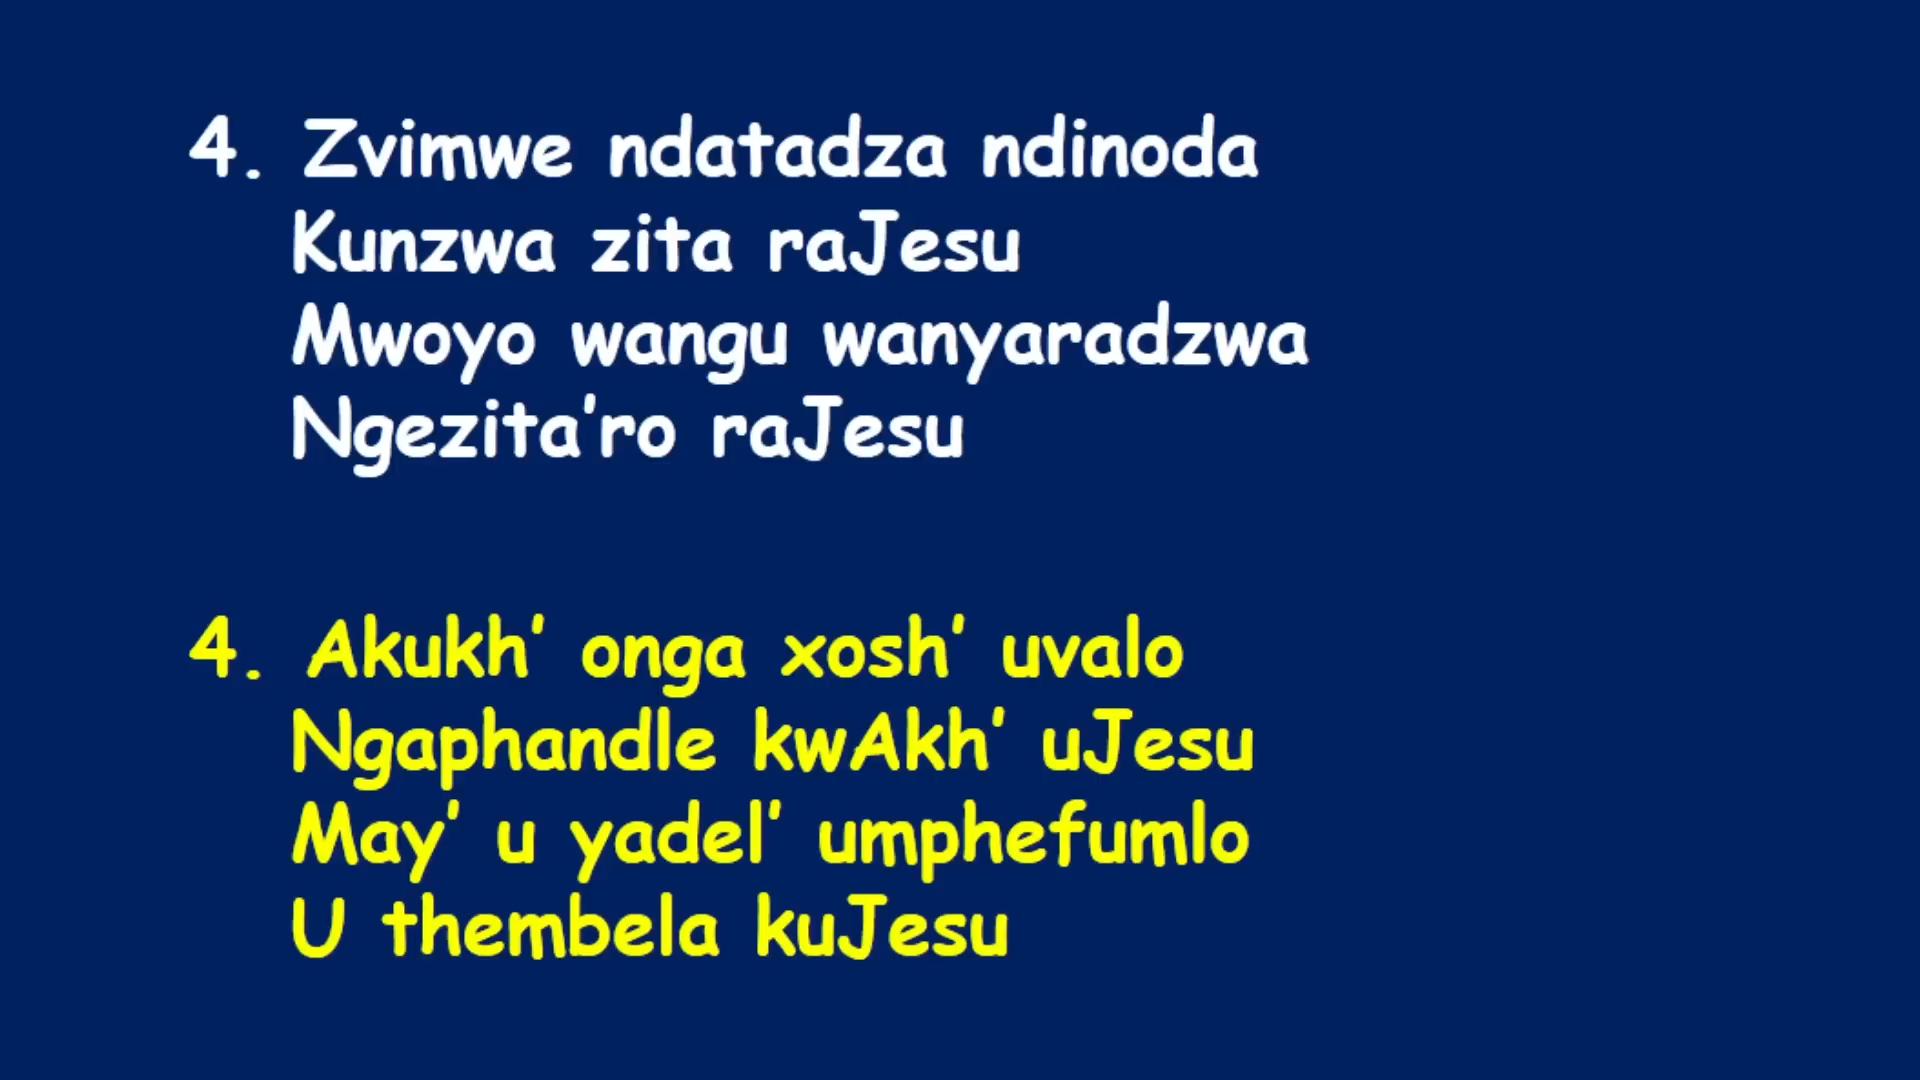 4. Zvimwe ndatadza ndinoda
Kunzwa zita raJesu
Mwoyo wangu wanyaradzwa
Ngezita'ro raJesu
4. Akukh' onga xosh' uvalo
Ngaphandle kwAkh' uJesu
May' u yadel' umphefumlo
U thembela kuJesu